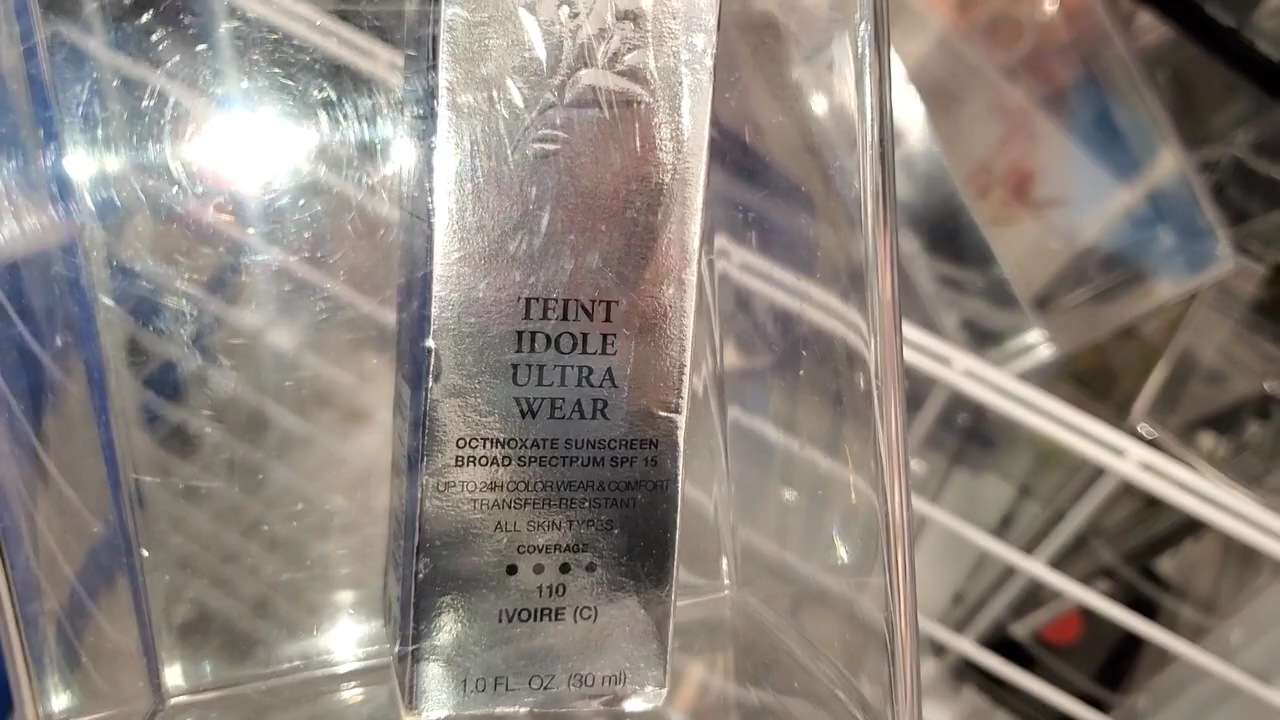 TEINT
IDOLE
ULTRA
WEAR
OCTINOXATE SUNSCREEN
BROAD SPECTRUM SPF 15
UP TO 24H COLOR WEAR & COMFORT
TRANSFER-RESISTANT
ALL SKIN TYPES
COVERAGE
110
IVOIRE (C)
1.0 FL. OZ. (30 ml)